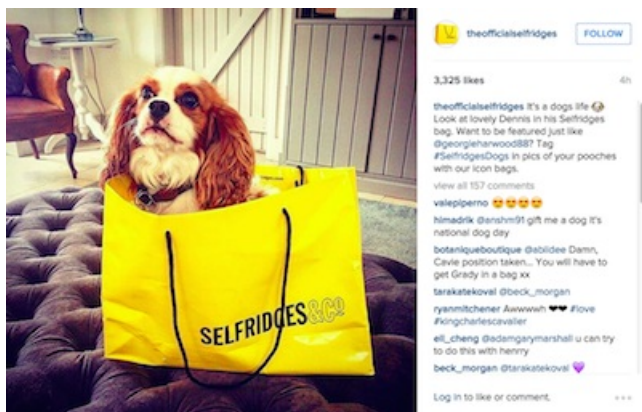 SELFRIDGES&Co
theofficialselfridges
FOLLOW
3,325 likes
4h
theofficialselfridges It's a dogs life
Look at lovely Dennis in his Selfridges
bag. Want to be featured just like
@georgieharwood88? Tag
#SelfridgesDogs in pics of your pooches
with our icon bags.
view all 157 comments
valepiperno 😍😍😍😍
himadrik @anshm91 gift me a dog it's
national dog day
botaniqueboutique @abiidee Damn,
Cavie position taken... You will have to
get Grady in a bag xx
tarakatekoval @beck_morgan
ryanmitchener Awwwwh ❤❤ #love
#kingcharlescavalier
ell_cheng @adamgarymarshall u can try
to do this with henrry
beck_morgan @tarakatekoval 💜
Log in to like or comment.